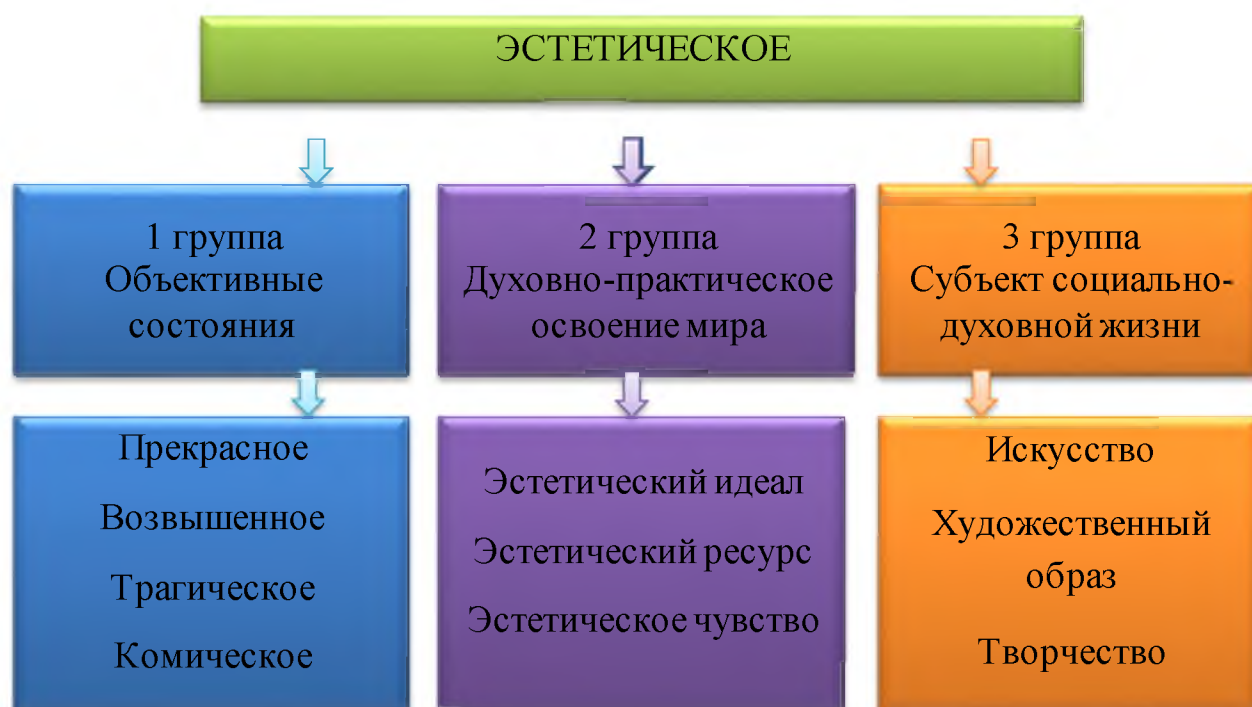 ЭСТЕТИЧЕСКОЕ
1 группа
Объективные
состояния
2 группа
Духовно-практическое
освоение мира
3 группа
Субъект социально-
духовной жизни
Прекрасное
Возвышенное
Трагическое
Комическое
Эстетический идеал
Эстетический ресурс
Эстетическое чувство
Искусство
Художественный
образ
Творчество